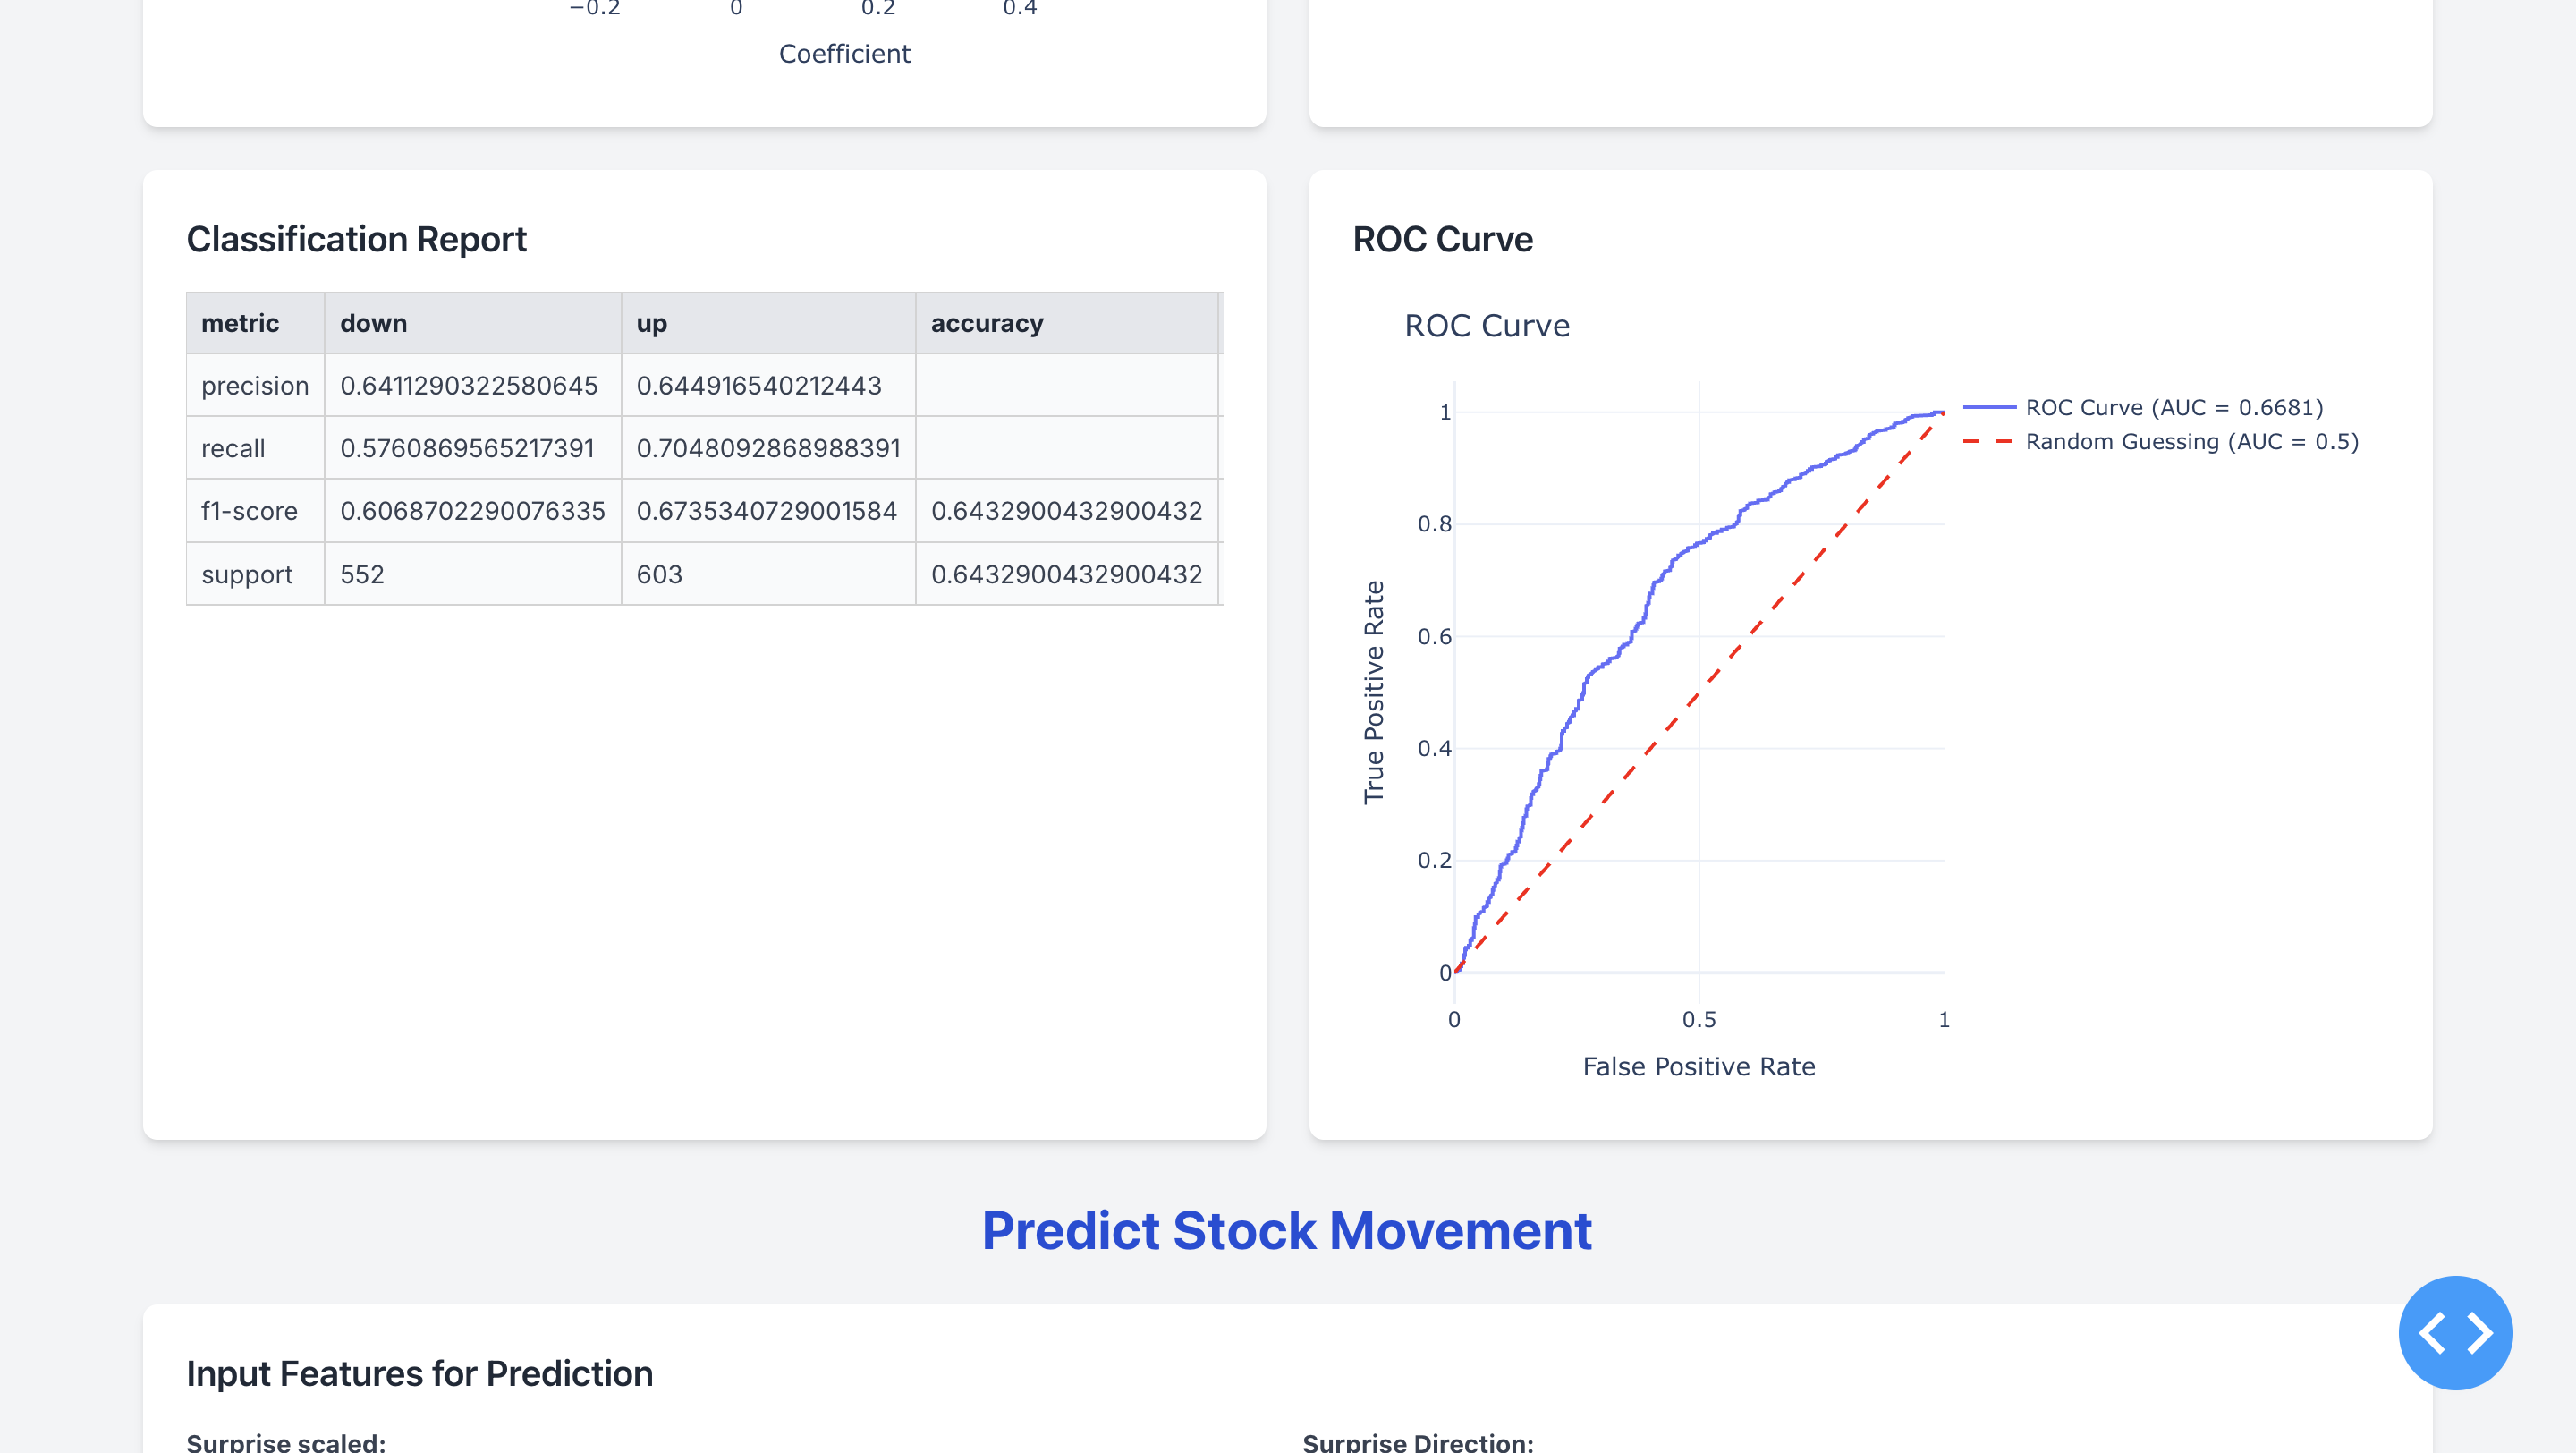 −0.2 0 0.2 0.4
Coefficient
Classification Report
metric down up accuracy
precision 0.6411290322580645 0.644916540212443
recall 0.5760869565217391 0.7048092868988391
f1-score 0.6068702290076335 0.6735340729001584 0.6432900432900432
support 552 603 0.6432900432900432
ROC Curve
ROC Curve
1
0.8
0.6
0.4
0.2
0
True Positive Rate
0 0.5 1
False Positive Rate
ROC Curve (AUC = 0.6681)
Random Guessing (AUC = 0.5)
Predict Stock Movement
Input Features for Prediction
Surprise scaled:
Surprise Direction: